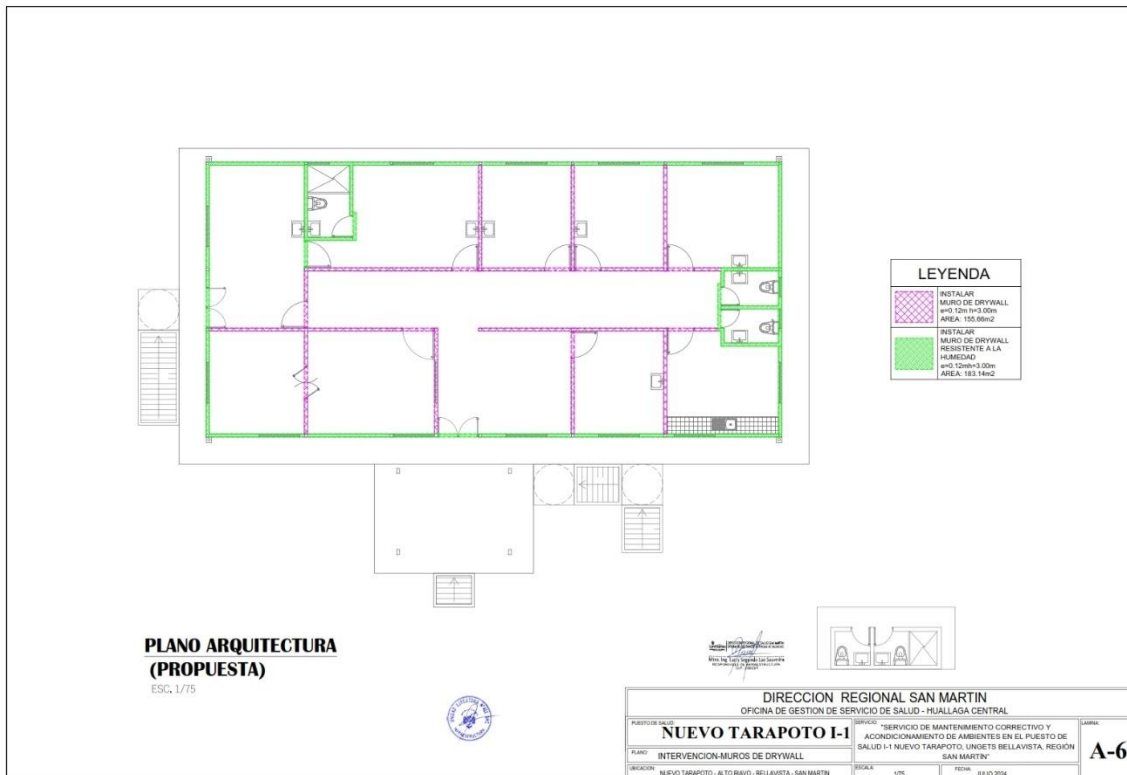 LEYENDA
INSTALAR
MURO DE DRYWALL
e=0.12m h=3.00m
AREA: 155.66m2
INSTALAR
MURO DE DRYWALL
RESISTENTE A LA
HUMEDAD
e=0.12mh=3.00m
AREA: 183.14m2
PLANO ARQUITECTURA
(PROPUESTA)
ESC. 1/75
DIRECCION REGIONAL SAN MARTIN
OFICINA DE GESTION DE SERVICIO DE SALUD - HUALLAGA CENTRAL
PUESTO DE SALUD:
NUEVO TARAPOTO I-1
PLANO:
INTERVENCION-MUROS DE DRYWALL
UBICACION:
NUEVO TARAPOTO - ALTO BIAVO - BELLAVISTA - SAN MARTIN
SERVICIO:
"SERVICIO DE MANTENIMIENTO CORRECTIVO Y
ACONDICIONAMIENTO DE AMBIENTES EN EL PUESTO DE
SALUD I-1 NUEVO TARAPOTO, UNGETS BELLAVISTA, REGIÓN
SAN MARTÍN"
ESCALA:
1/75
FECHA:
JULIO 2024
LAMINA:
A-6